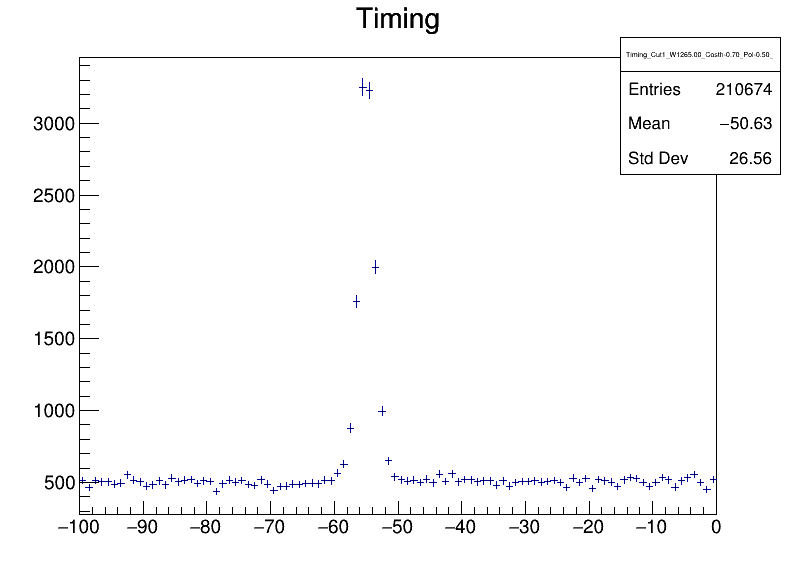 Timing
Timing_Cut1_W1265.00_Costh-0.70_Pol-0.50_
Entries 210674
Mean −50.63
Std Dev 26.56
3000
2500
2000
1500
1000
500
−100 −90 −80 −70 −60 −50 −40 −30 −20 −10 0